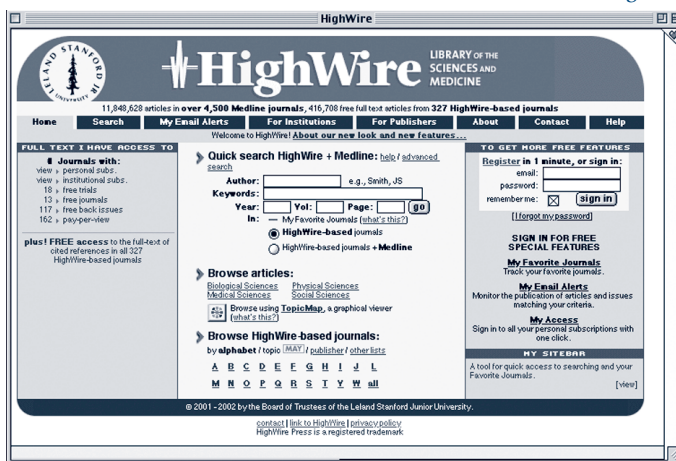 HighWire
LELAND STANFORD JR UNIVERSITY
HighWire
LIBRARY OF THE
SCIENCES AND
MEDICINE
11,848,628 articles in over 4,500 Medline journals, 416,708 free full text articles from 327 HighWire-based journals
Home Search My Email Alerts For Institutions For Publishers About Contact Help
Welcome to HighWire! About our new look and new features...
FULL TEXT I HAVE ACCESS TO
Journals with:
view personal subs.
view institutional subs.
18 free trials
13 free journals
117 free back issues
162 pay-per-view
plus! FREE access to the full-text of
cited references in all 327
HighWire-based journals
Quick search HighWire + Medline: help / advanced
search
Author: e.g., Smith, JS
Keywords:
Year: Vol: Page: go
In: — My Favorite Journals (what's this?)
HighWire-based journals
HighWire-based journals + Medline
Browse articles:
Biological Sciences Physical Sciences
Medical Sciences Social Sciences
Browse using TopicMap, a graphical viewer
(what's this?)
Browse HighWire-based journals:
by alphabet / topic MAY / publisher / other lists
A B C D E F G H I J L
M N O P Q R S T Y W all
TO GET MORE FREE FEATURES
Register in 1 minute, or sign in:
email:
password:
remember me: sign in
[I forgot my password]
SIGN IN FOR FREE
SPECIAL FEATURES
My Favorite Journals
Track your favorite journals.
My Email Alerts
Monitor the publication of articles and issues
matching your criteria.
My Access
Sign in to all your personal subscriptions with
one click.
MY SITEBAR
A tool for quick access to searching and your
Favorite Journals.
[view]
© 2001 - 2002 by the Board of Trustees of the Leland Stanford Junior University.
contact | link to HighWire | privacy policy
HighWire Press is a registered trademark